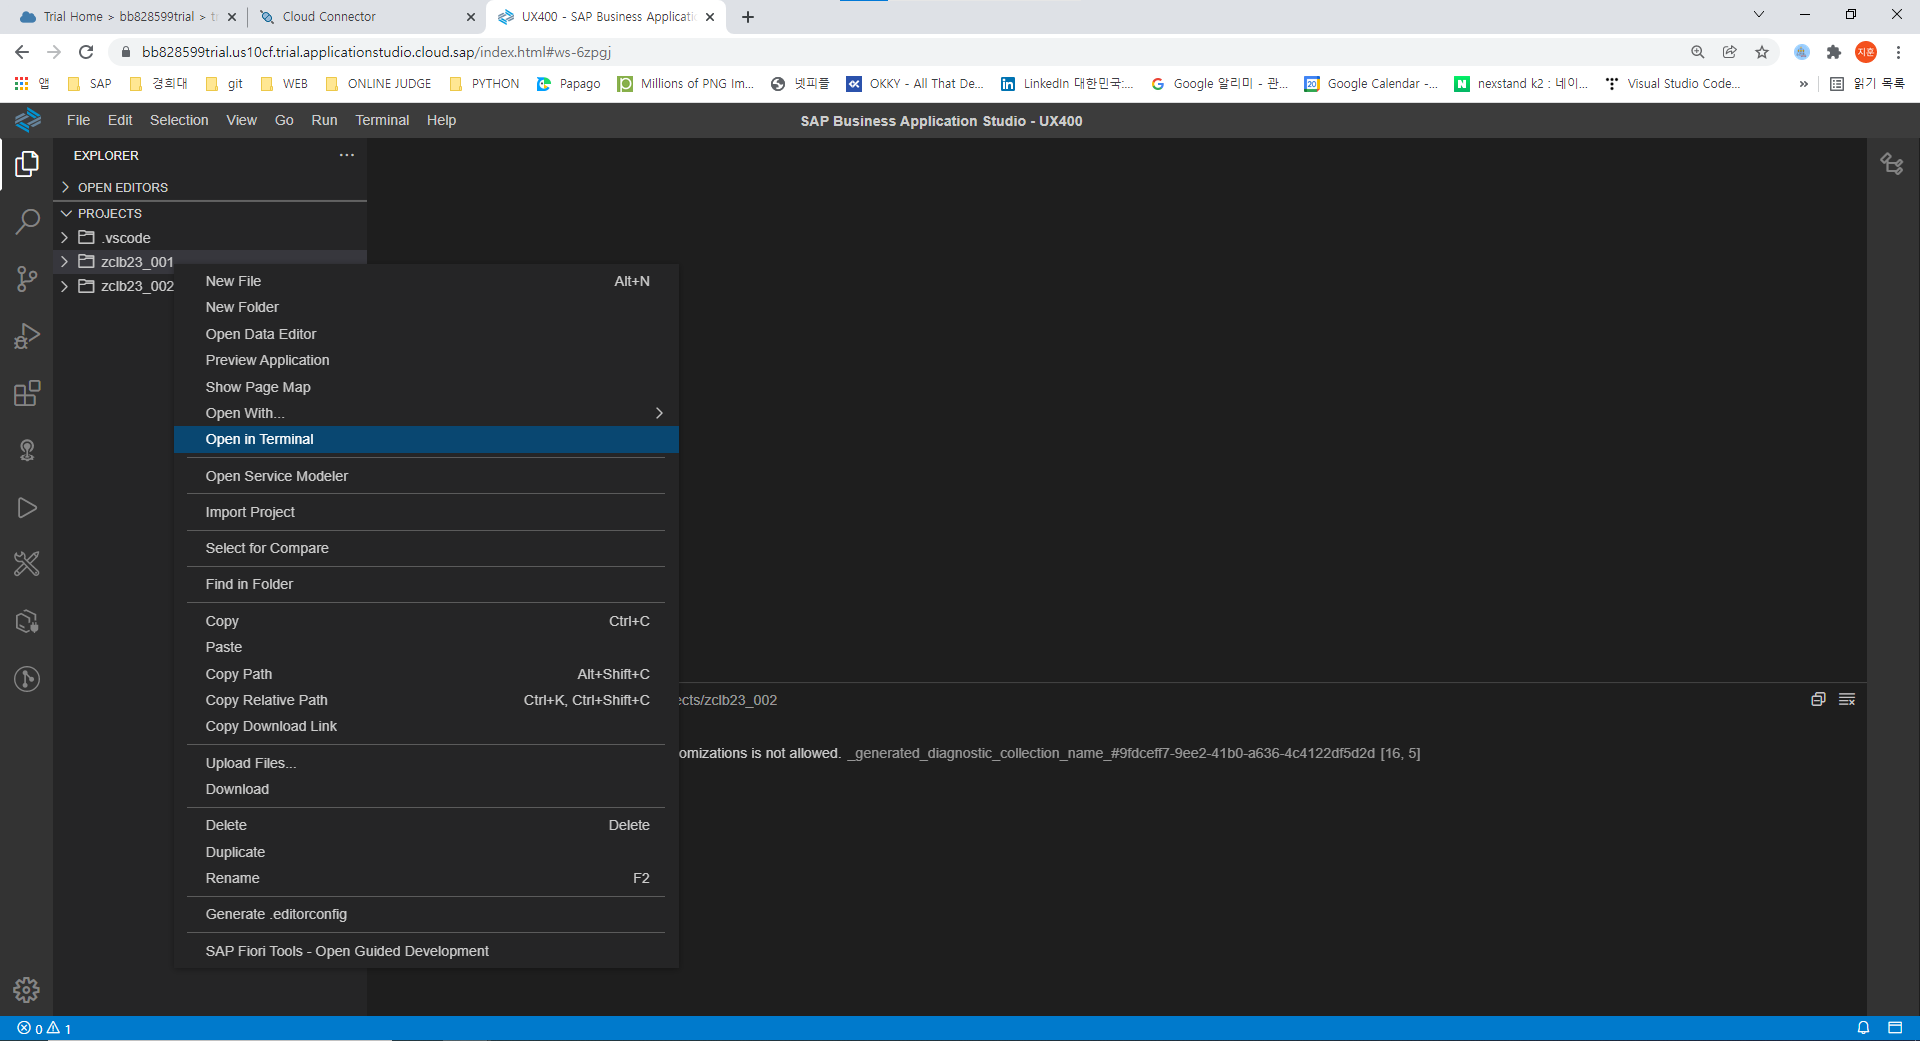 Trial Home > bb828599trial > tr
Cloud Connector
UX400 - SAP Business Applicati
bb828599trial.us10cf.trial.applicationstudio.cloud.sap/index.html#ws-6zpgj
지훈
앱 SAP 경희대 git WEB ONLINE JUDGE PYTHON Papago Millions of PNG Im... 넷피플 OKKY - All That De... LinkedIn 대한민국:... Google 알리미 - 관... Google Calendar -... nexstand k2 : 네이... Visual Studio Code... » 읽기 목록
File Edit Selection View Go Run Terminal Help
SAP Business Application Studio - UX400
EXPLORER
OPEN EDITORS
PROJECTS
.vscode
zclb23_001
zclb23_002
New File Alt+N
New Folder
Open Data Editor
Preview Application
Show Page Map
Open With...
Open in Terminal
Open Service Modeler
Import Project
Select for Compare
Find in Folder
Copy Ctrl+C
Paste
Copy Path Alt+Shift+C
Copy Relative Path Ctrl+K, Ctrl+Shift+C
Copy Download Link
Upload Files...
Download
Delete Delete
Duplicate
Rename F2
Generate .editorconfig
SAP Fiori Tools - Open Guided Development
ects/zclb23_002
omizations is not allowed. _generated_diagnostic_collection_name_#9fdceff7-9ee2-41b0-a636-4c4122df5d2d [16, 5]
0 1